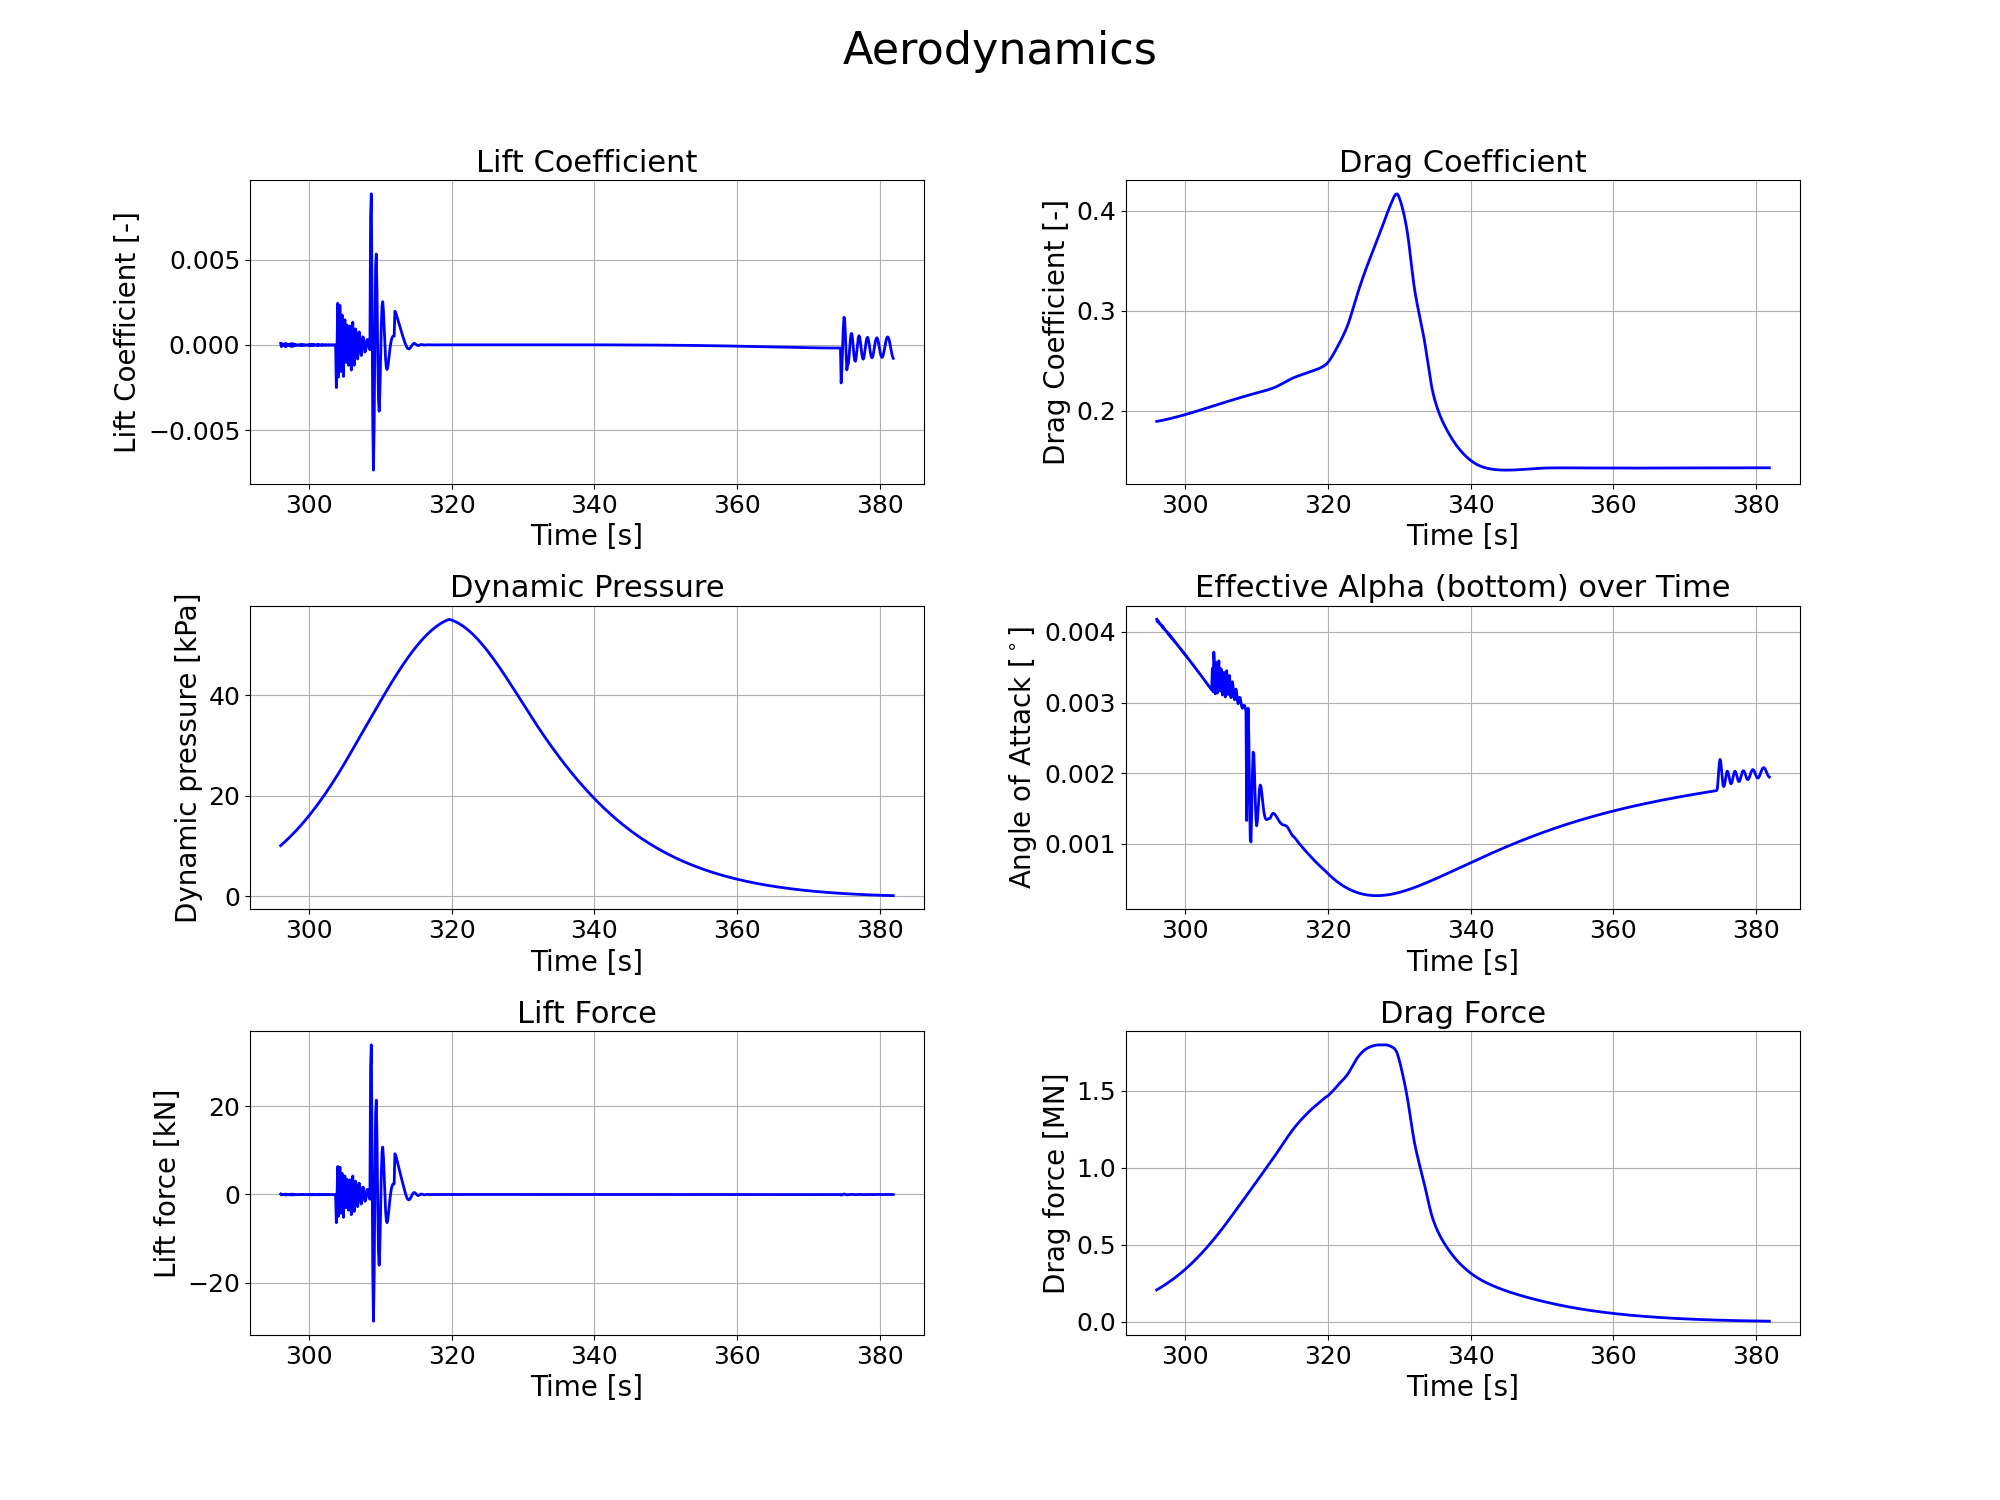 Aerodynamics
Lift Coefficient
Lift Coefficient [-]
0.005
0.000
−0.005
300 320 340 360 380
Time [s]
Drag Coefficient
Drag Coefficient [-]
0.4
0.3
0.2
300 320 340 360 380
Time [s]
Dynamic Pressure
Dynamic pressure [kPa]
40
20
0
300 320 340 360 380
Time [s]
Effective Alpha (bottom) over Time
Angle of Attack [°]
0.004
0.003
0.002
0.001
300 320 340 360 380
Time [s]
Lift Force
Lift force [kN]
20
0
−20
300 320 340 360 380
Time [s]
Drag Force
Drag force [MN]
1.5
1.0
0.5
0.0
300 320 340 360 380
Time [s]